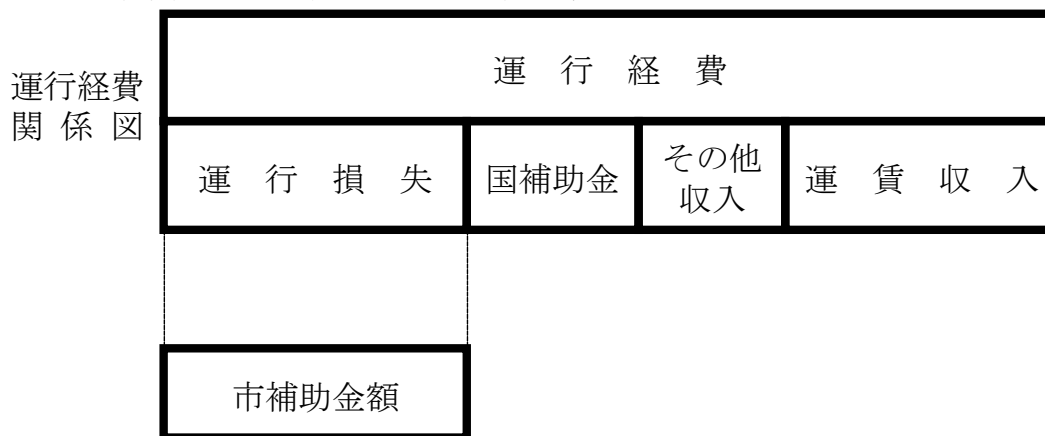 運行経費
関係図
運行経費
運行損失
国補助金
その他
収入
運賃収入
市補助金額